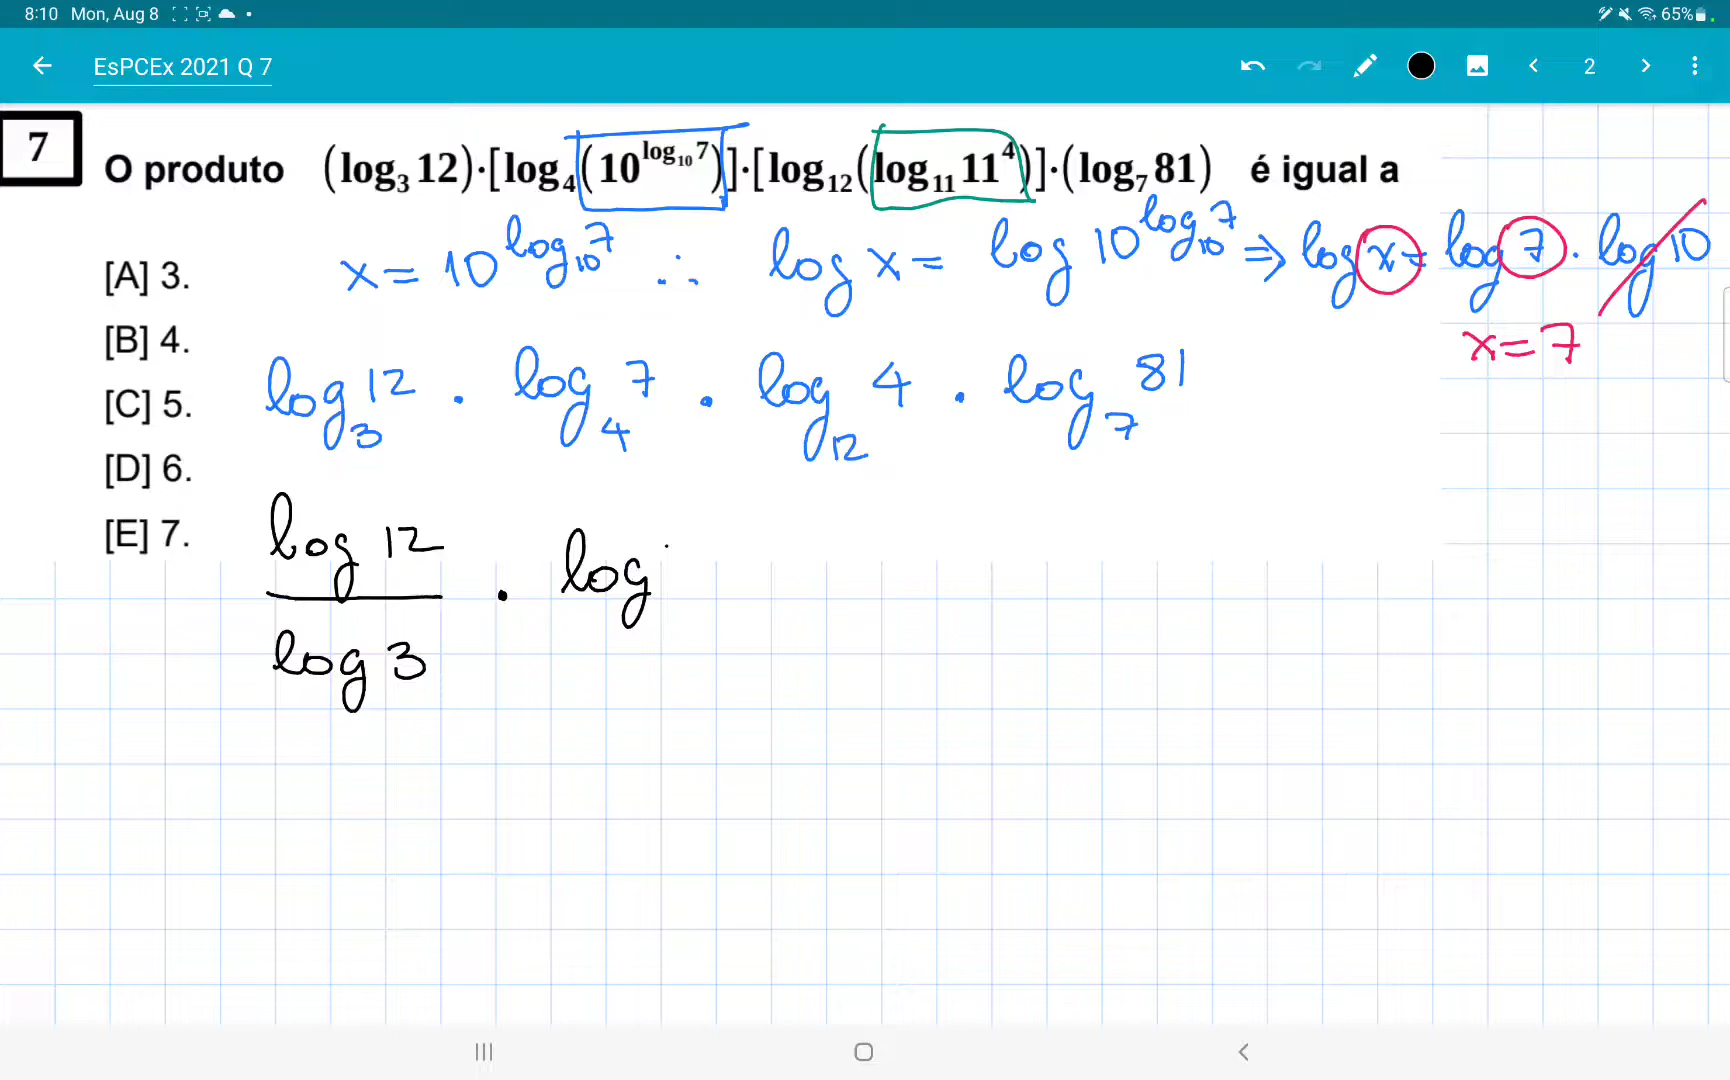 8:10 Mon, Aug 8 65%
EsPCEx 2021 Q 7 2
7 O produto (log₃ 12)·[log₄(10^(log₁₀ 7))]·[log₁₂(log₁₁ 11⁴)]·(log₇ 81) é igual a
x = 10^(log₁₀ 7) ∴ log x = log 10^(log₁₀ 7) ⇒ log x = log 7 · log 10
[A] 3.
[B] 4.
x = 7
[C] 5.
log₃ 12 · log₄ 7 · log₁₂ 4 · log₇ 81
[D] 6.
[E] 7.
log 12 / log 3 · log